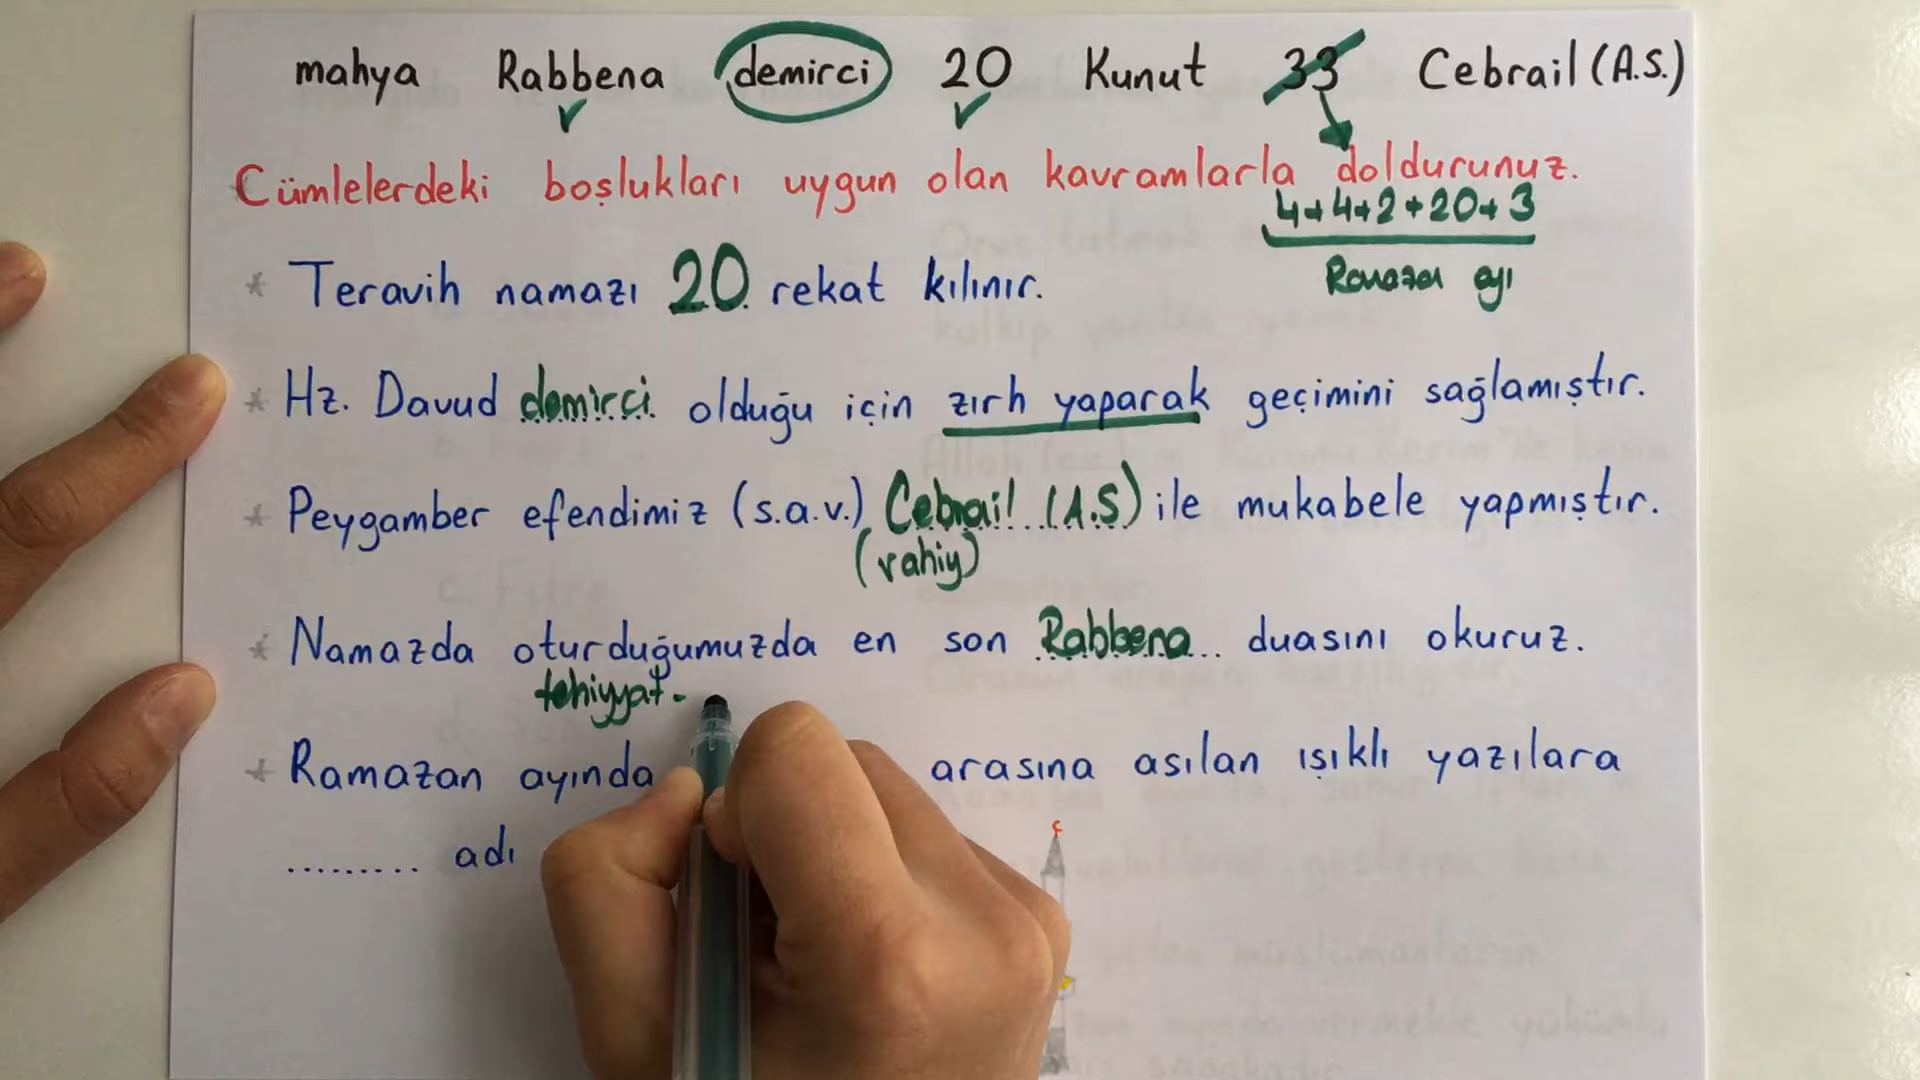 mahya Rabbena demirci 20 Kunut 33 Cebrail (A.S.)
Cümlelerdeki boşlukları uygun olan kavramlarla doldurunuz.
4+4+2+20+3
Ramazan ayı
* Teravih namazı 20 rekat kılınır.
* Hz. Davud demirci olduğu için zırh yaparak geçimini sağlamıştır.
* Peygamber efendimiz (s.a.v.) Cebrail (A.S) ile mukabele yapmıştır.
(vahiy)
* Namazda oturduğumuzda en son Rabbena.. duasını okuruz.
tehiyyat -
* Ramazan ayında arasına asılan ışıklı yazılara
......... adı